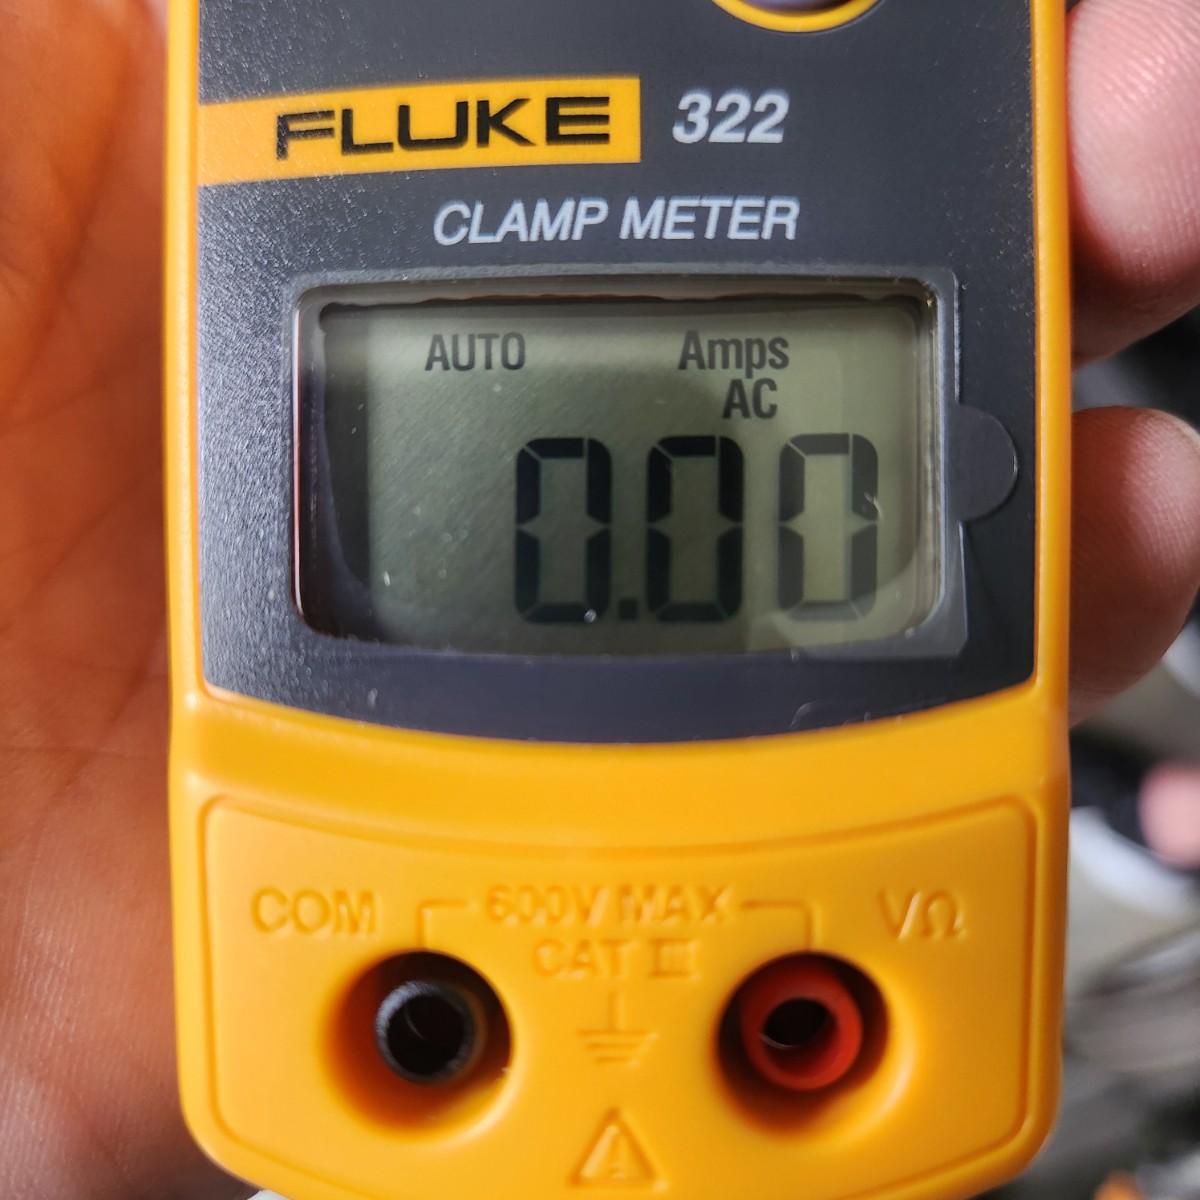 FLUKE 322
CLAMP METER
AUTO Amps
AC
0.00
COM 600V MAX VΩ
CAT III